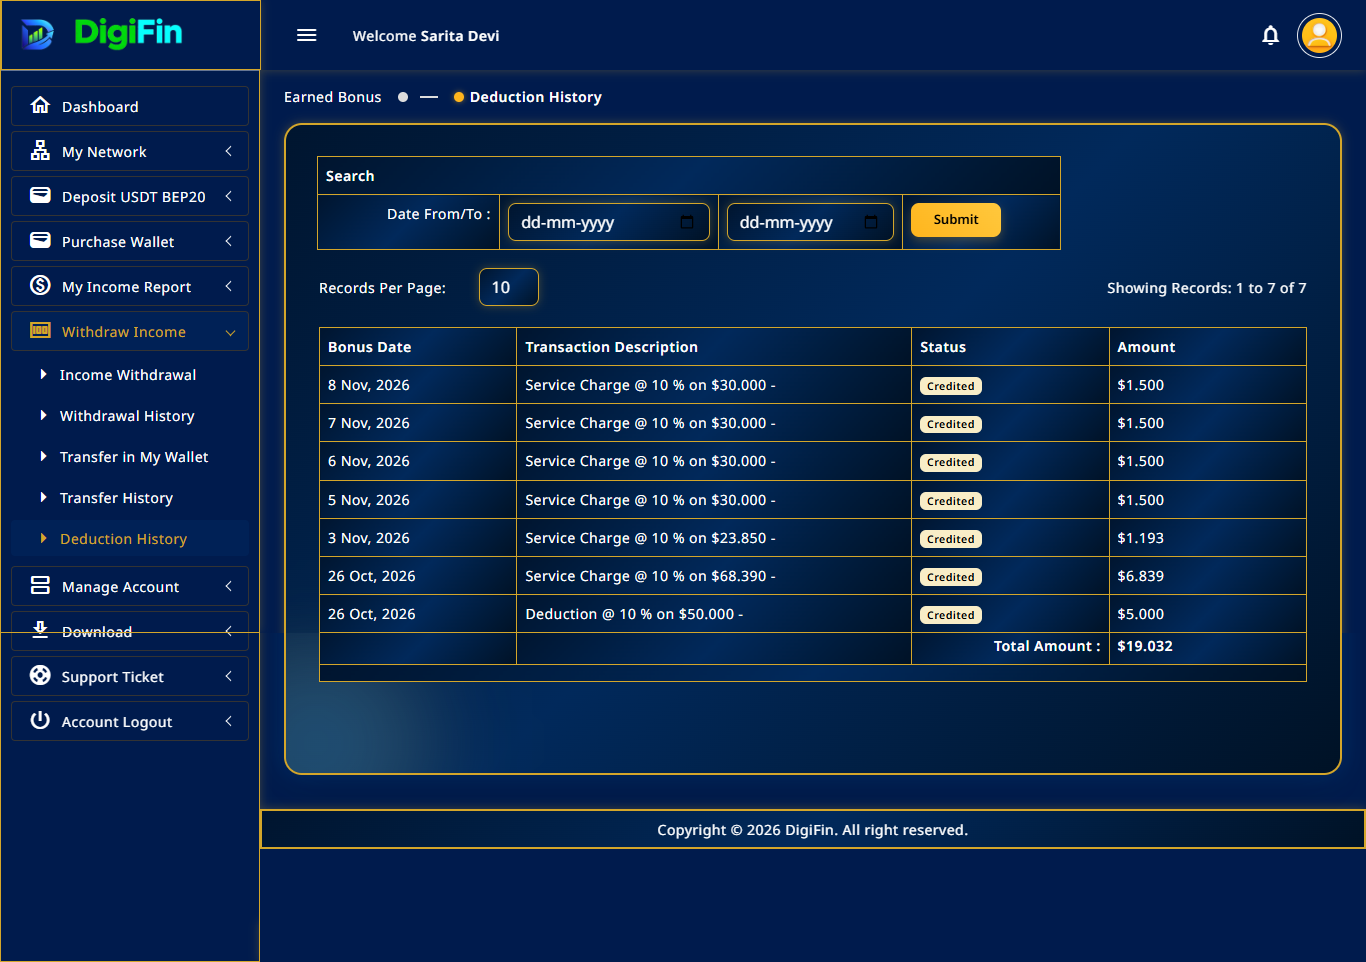 DigiFin
Welcome Sarita Devi
Dashboard
My Network
Deposit USDT BEP20
Purchase Wallet
My Income Report
Withdraw Income
Income Withdrawal
Withdrawal History
Transfer in My Wallet
Transfer History
Deduction History
Manage Account
Download
Support Ticket
Account Logout
Earned Bonus — Deduction History
Search
Date From/To : dd-mm-yyyy dd-mm-yyyy Submit
Records Per Page: 10 Showing Records: 1 to 7 of 7
Bonus Date Transaction Description Status Amount
8 Nov, 2026 Service Charge @ 10 % on $30.000 - Credited $1.500
7 Nov, 2026 Service Charge @ 10 % on $30.000 - Credited $1.500
6 Nov, 2026 Service Charge @ 10 % on $30.000 - Credited $1.500
5 Nov, 2026 Service Charge @ 10 % on $30.000 - Credited $1.500
3 Nov, 2026 Service Charge @ 10 % on $23.850 - Credited $1.193
26 Oct, 2026 Service Charge @ 10 % on $68.390 - Credited $6.839
26 Oct, 2026 Deduction @ 10 % on $50.000 - Credited $5.000
Total Amount : $19.032
Copyright © 2026 DigiFin. All right reserved.